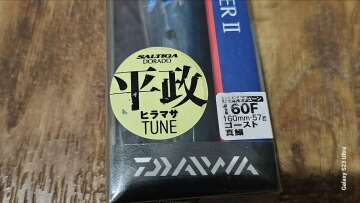 SALTIGA
DORADO
平政
ヒラマサ
TUNE
ER II
60F
160mm-57g
ゴースト
真鰯
DAIWA
Galaxy S23 Ultra